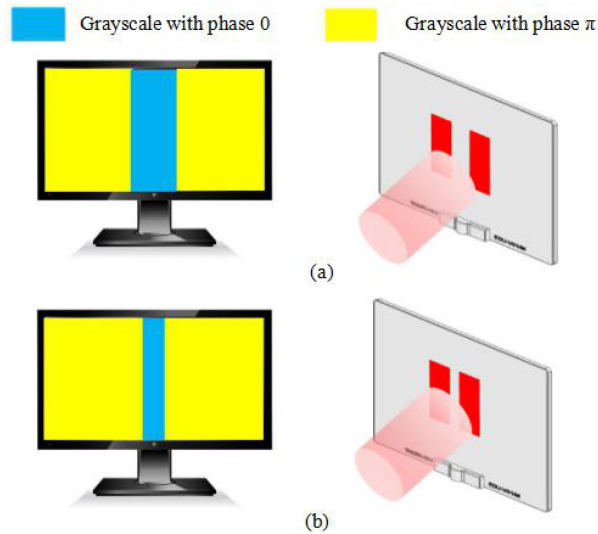 Grayscale with phase 0
Grayscale with phase π
(a)
(b)